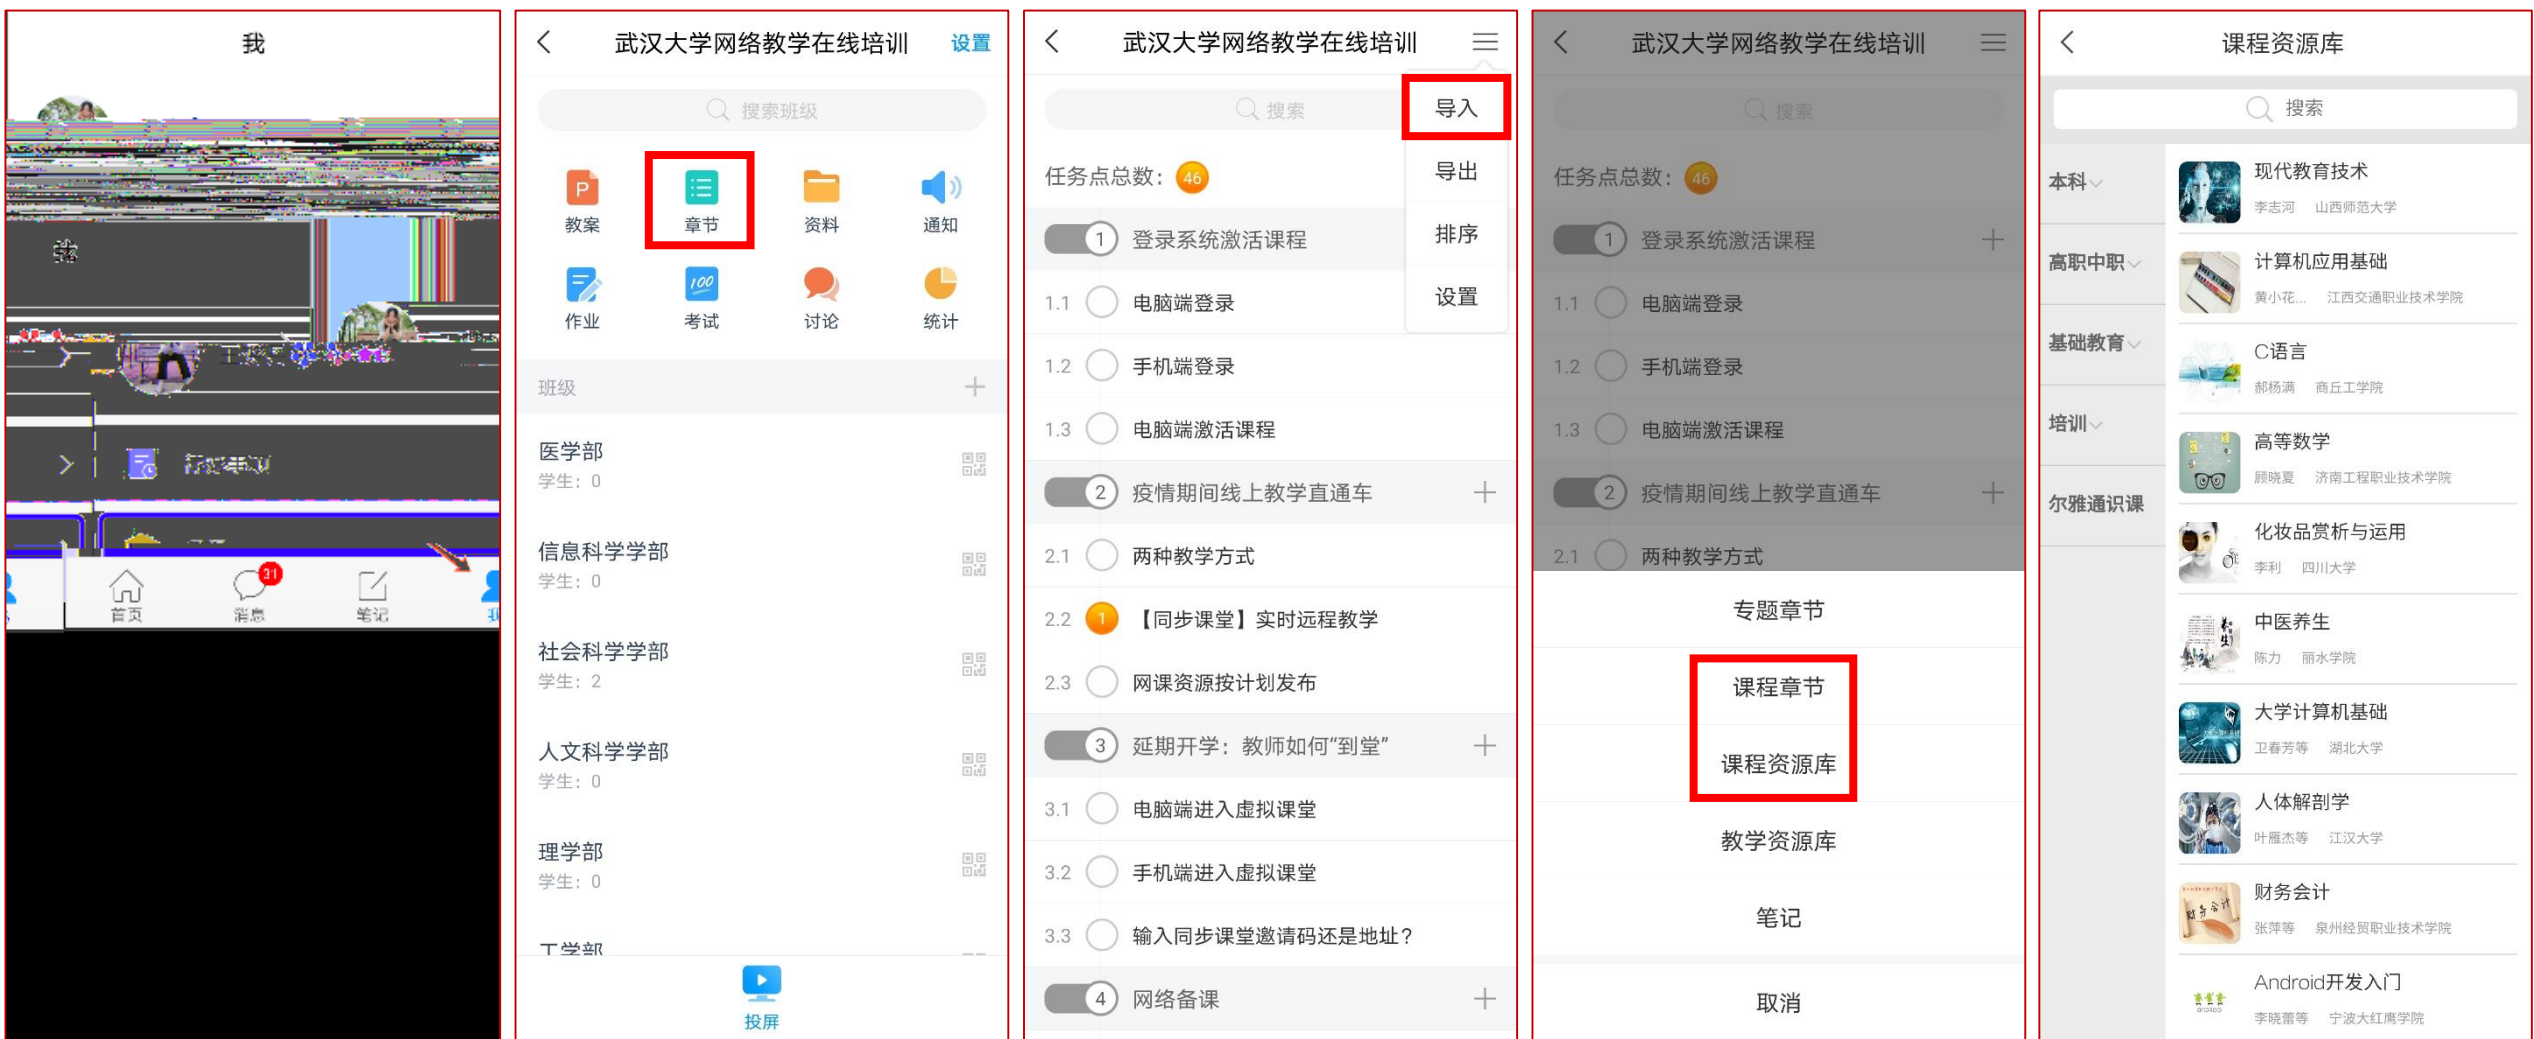 我
首页
消息
31
笔记
武汉大学网络教学在线培训
设置
搜索班级
教案
章节
资料
通知
作业
100
考试
讨论
统计
班级
医学部
学生：0
信息科学学部
学生：0
社会科学学部
学生：2
人文科学学部
学生：0
理学部
学生：0
工学部
投屏
武汉大学网络教学在线培训
搜索
导入
导出
排序
设置
任务点总数：46
1 登录系统激活课程
1.1 电脑端登录
1.2 手机端登录
1.3 电脑端激活课程
2 疫情期间线上教学直通车
2.1 两种教学方式
2.2 1 【同步课堂】实时远程教学
2.3 网课资源按计划发布
3 延期开学：教师如何“到堂”
3.1 电脑端进入虚拟课堂
3.2 手机端进入虚拟课堂
3.3 输入同步课堂邀请码还是地址？
4 网络备课
武汉大学网络教学在线培训
搜索
任务点总数：46
1 登录系统激活课程
1.1 电脑端登录
1.2 手机端登录
1.3 电脑端激活课程
2 疫情期间线上教学直通车
2.1 两种教学方式
专题章节
课程章节
课程资源库
教学资源库
笔记
取消
课程资源库
搜索
本科
高职中职
基础教育
培训
尔雅通识课
现代教育技术
李志河 山西师范大学
计算机应用基础
黄小花... 江西交通职业技术学院
C语言
郝杨满 商丘工学院
高等数学
顾晓夏 济南工程职业技术学院
化妆品赏析与运用
李利 四川大学
中医养生
陈力 丽水学院
大学计算机基础
卫春芳等 湖北大学
人体解剖学
叶雁杰等 江汉大学
财务会计
张萍等 泉州经贸职业技术学院
Android开发入门
李晓蕾等 宁波大红鹰学院